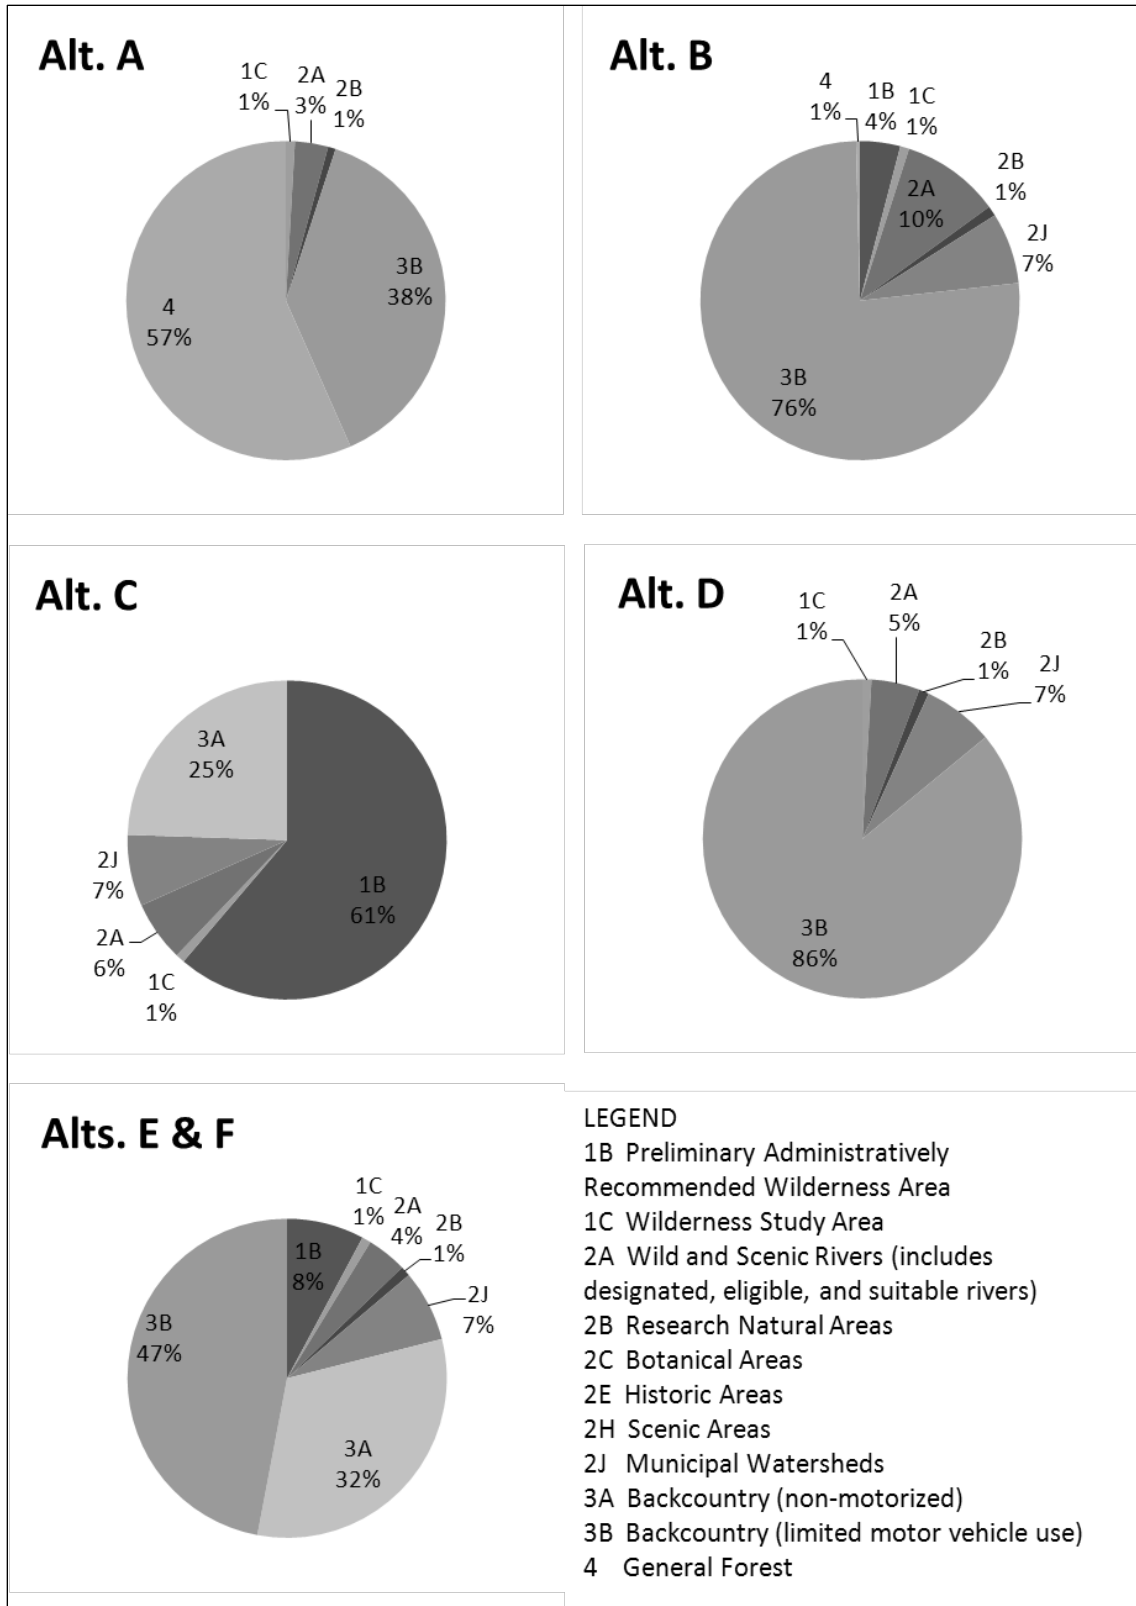 Alt. A
1C
1%
2A
3%
2B
1%
3B
38%
4
57%
Alt. B
4
1%
1B
4%
1C
1%
2A
10%
2B
1%
2J
7%
3B
76%
Alt. C
3A
25%
2J
7%
2A
6%
1C
1%
1B
61%
Alt. D
1C
1%
2A
5%
2B
1%
2J
7%
3B
86%
Alts. E & F
1B
8%
1C
1%
2A
4%
2B
1%
2J
7%
3A
32%
3B
47%
LEGEND
1B Preliminary Administratively
Recommended Wilderness Area
1C Wilderness Study Area
2A Wild and Scenic Rivers (includes
designated, eligible, and suitable rivers)
2B Research Natural Areas
2C Botanical Areas
2E Historic Areas
2H Scenic Areas
2J Municipal Watersheds
3A Backcountry (non-motorized)
3B Backcountry (limited motor vehicle use)
4 General Forest